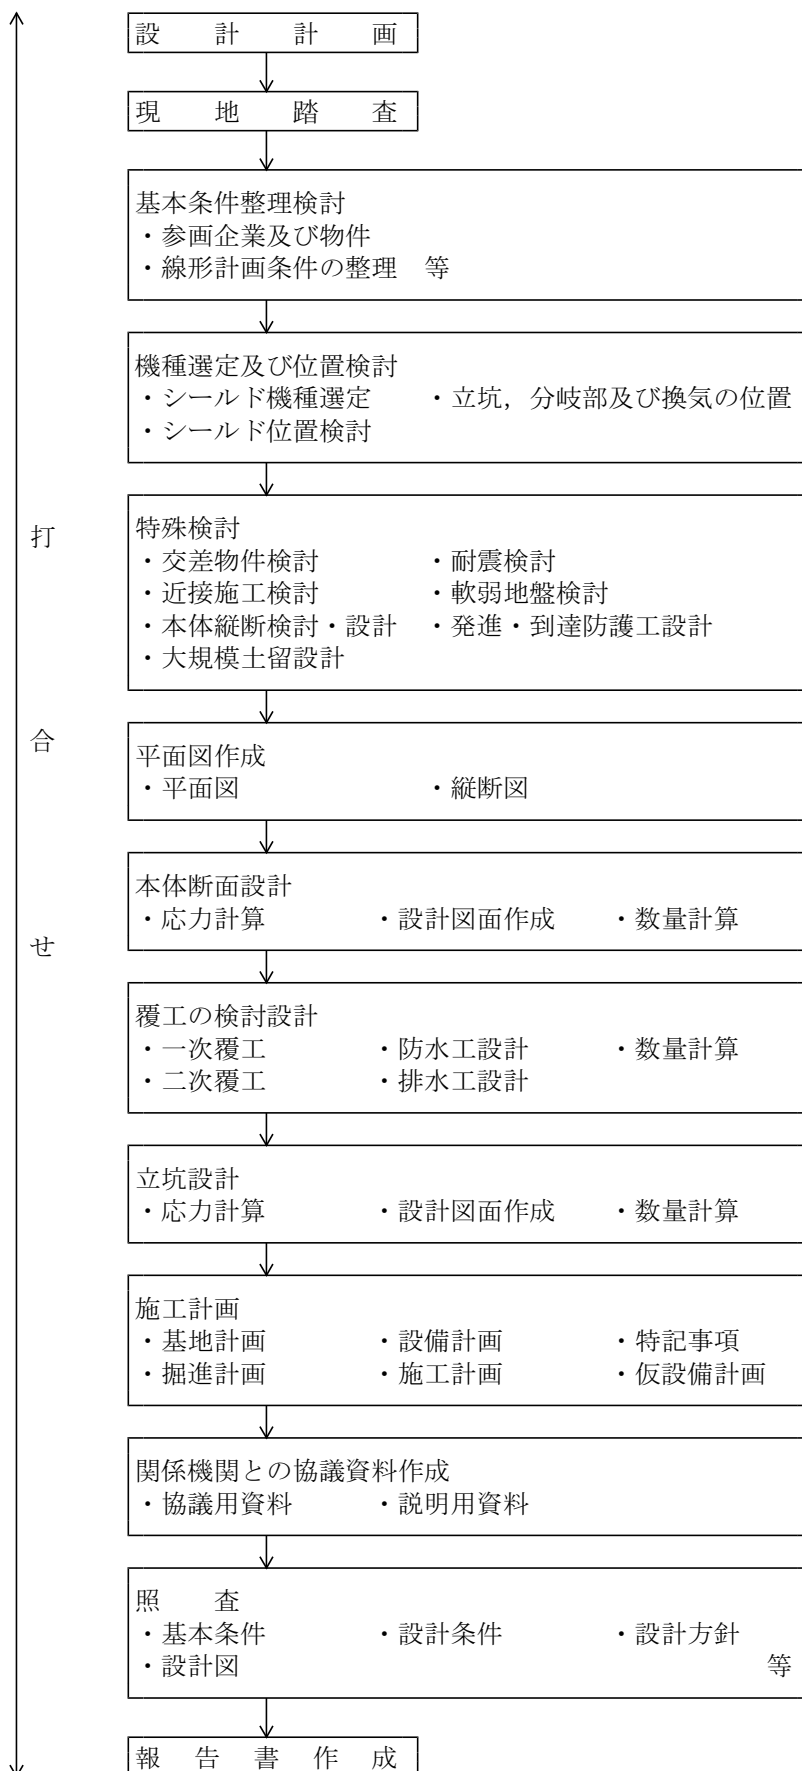 設計計画
現地踏査
基本条件整理検討
・参画企業及び物件
・線形計画条件の整理 等
機種選定及び位置検討
・シールド機種選定 ・立坑，分岐部及び換気の位置
・シールド位置検討
特殊検討
・交差物件検討 ・耐震検討
・近接施工検討 ・軟弱地盤検討
・本体縦断検討・設計 ・発進・到達防護工設計
・大規模土留設計
平面図作成
・平面図 ・縦断図
本体断面設計
・応力計算 ・設計図面作成 ・数量計算
覆工の検討設計
・一次覆工 ・防水工設計 ・数量計算
・二次覆工 ・排水工設計
立坑設計
・応力計算 ・設計図面作成 ・数量計算
施工計画
・基地計画 ・設備計画 ・特記事項
・掘進計画 ・施工計画 ・仮設備計画
関係機関との協議資料作成
・協議用資料 ・説明用資料
照査
・基本条件 ・設計条件 ・設計方針
・設計図 等
報告書作成
打合せ